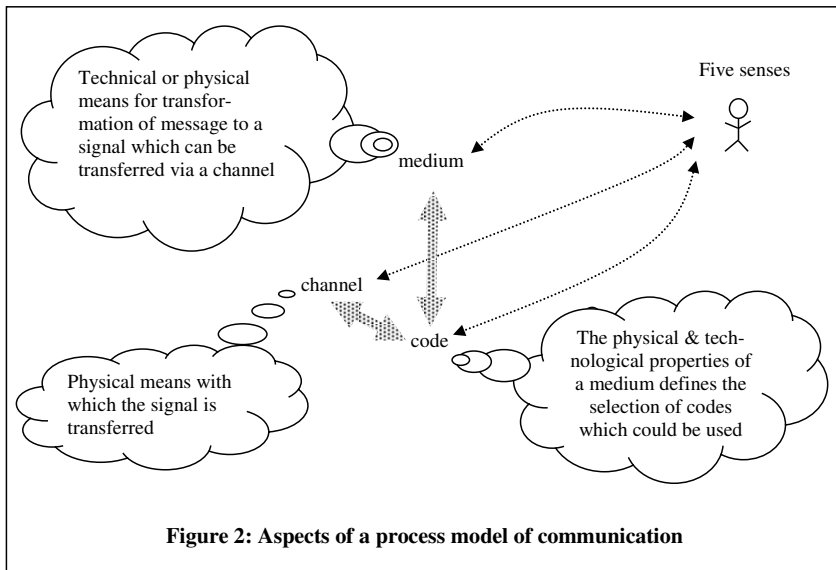 Technical or physical
means for transfor-
mation of message to a
signal which can be
transferred via a channel
Five senses
medium
channel
code
Physical means with
which the signal is
transferred
The physical & tech-
nological properties of
a medium defines the
selection of codes
which could be used
Figure 2: Aspects of a process model of communication